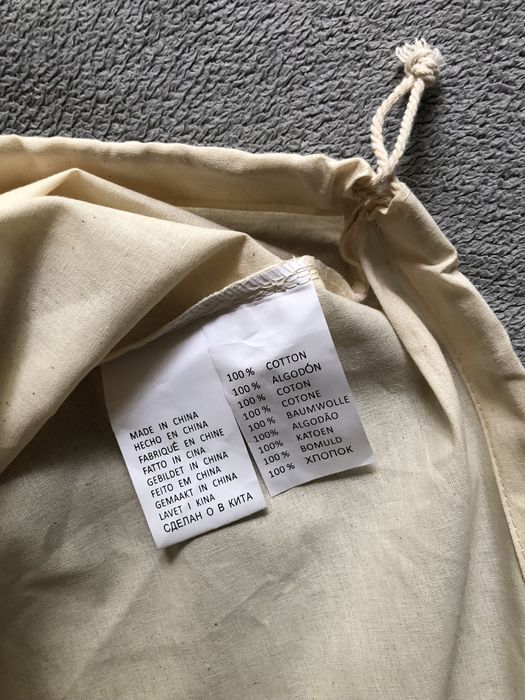 MADE IN CHINA
HECHO EN CHINA
FABRIQUÉ EN CHINE
FATTO IN CINA
GEBILDET IN CHINA
FEITO EM CHINA
GEMAAKT IN CHINA
LAVET I KINA
СДЕЛАН О В КИТА
100 % COTTON
100 % ALGODÓN
100 % COTON
100 % COTONE
100 % BAUMWOLLE
100% ALGODÃO
100% KATOEN
100 % BOMULD
100 % ХЛОПОК